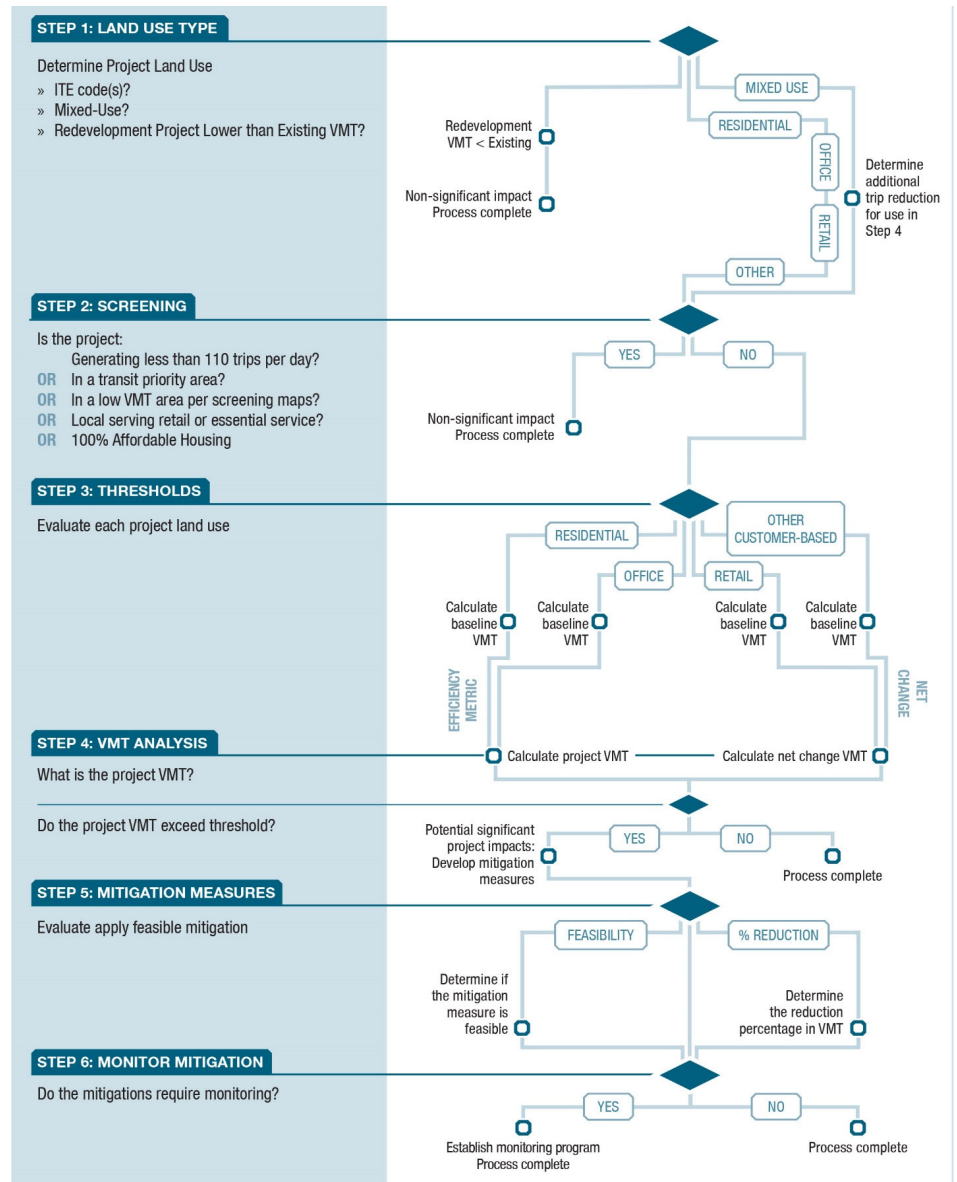 STEP 1: LAND USE TYPE
Determine Project Land Use
» ITE code(s)?
» Mixed-Use?
» Redevelopment Project Lower than Existing VMT?
MIXED USE
RESIDENTIAL
OFFICE
RETAIL
OTHER
Redevelopment
VMT < Existing
Non-significant impact
Process complete
Determine
additional
trip reduction
for use in
Step 4
STEP 2: SCREENING
Is the project:
Generating less than 110 trips per day?
OR In a transit priority area?
OR In a low VMT area per screening maps?
OR Local serving retail or essential service?
OR 100% Affordable Housing
YES
NO
Non-significant impact
Process complete
STEP 3: THRESHOLDS
Evaluate each project land use
RESIDENTIAL
OFFICE
RETAIL
OTHER
CUSTOMER-BASED
Calculate
baseline
VMT
Calculate
baseline
VMT
Calculate
baseline
VMT
Calculate
baseline
VMT
EFFICIENCY
METRIC
NET
CHANGE
STEP 4: VMT ANALYSIS
What is the project VMT?
Calculate project VMT
Calculate net change VMT
Do the project VMT exceed threshold?
YES
NO
Potential significant
project impacts:
Develop mitigation
measures
Process complete
STEP 5: MITIGATION MEASURES
Evaluate apply feasible mitigation
FEASIBILITY
% REDUCTION
Determine if
the mitigation
measure is
feasible
Determine
the reduction
percentage in VMT
STEP 6: MONITOR MITIGATION
Do the mitigations require monitoring?
YES
NO
Establish monitoring program
Process complete
Process complete